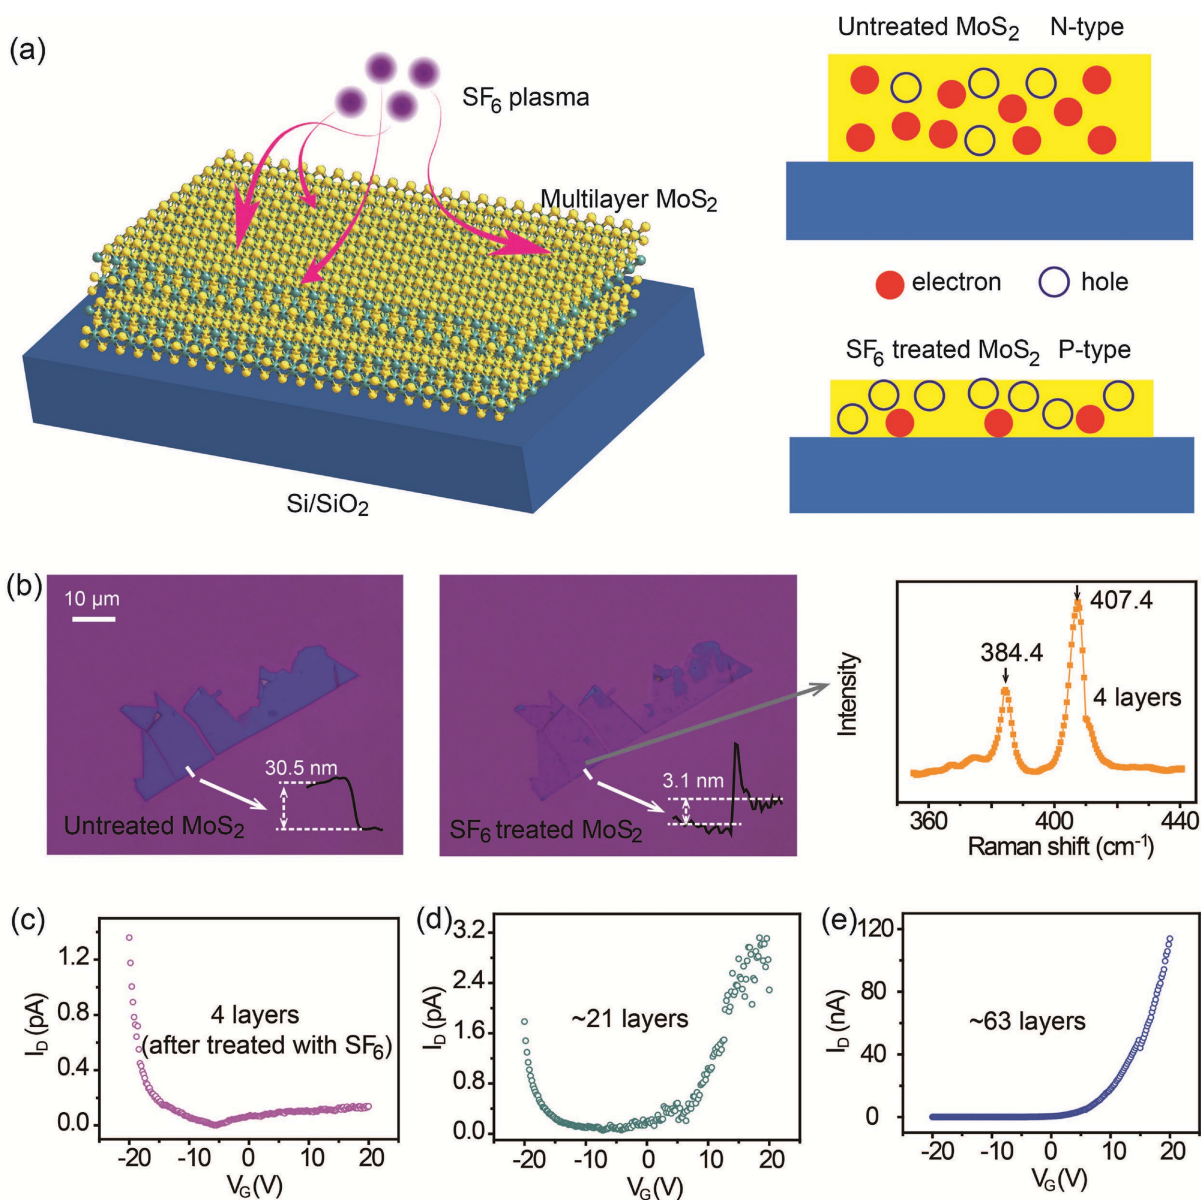 (a)
SF6 plasma
Multilayer MoS2
Si/SiO2
Untreated MoS2 N-type
electron hole
SF6 treated MoS2 P-type
(b)
10 μm
30.5 nm
Untreated MoS2
3.1 nm
SF6 treated MoS2
407.4
384.4
4 layers
Intensity
360 400 440
Raman shift (cm-1)
(c)
1.2
0.8
0.4
0.0
ID (pA)
4 layers
(after treated with SF6)
-20 -10 0 10 20
VG (V)
(d)
3.2
2.4
1.6
0.8
0.0
ID (pA)
~21 layers
-20 -10 0 10 20
VG (V)
(e)
120
80
40
0
ID (nA)
~63 layers
-20 -10 0 10 20
VG (V)